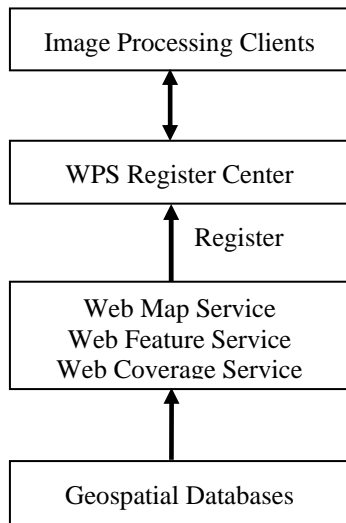 Image Processing Clients
WPS Register Center
Register
Web Map Service
Web Feature Service
Web Coverage Service
Geospatial Databases